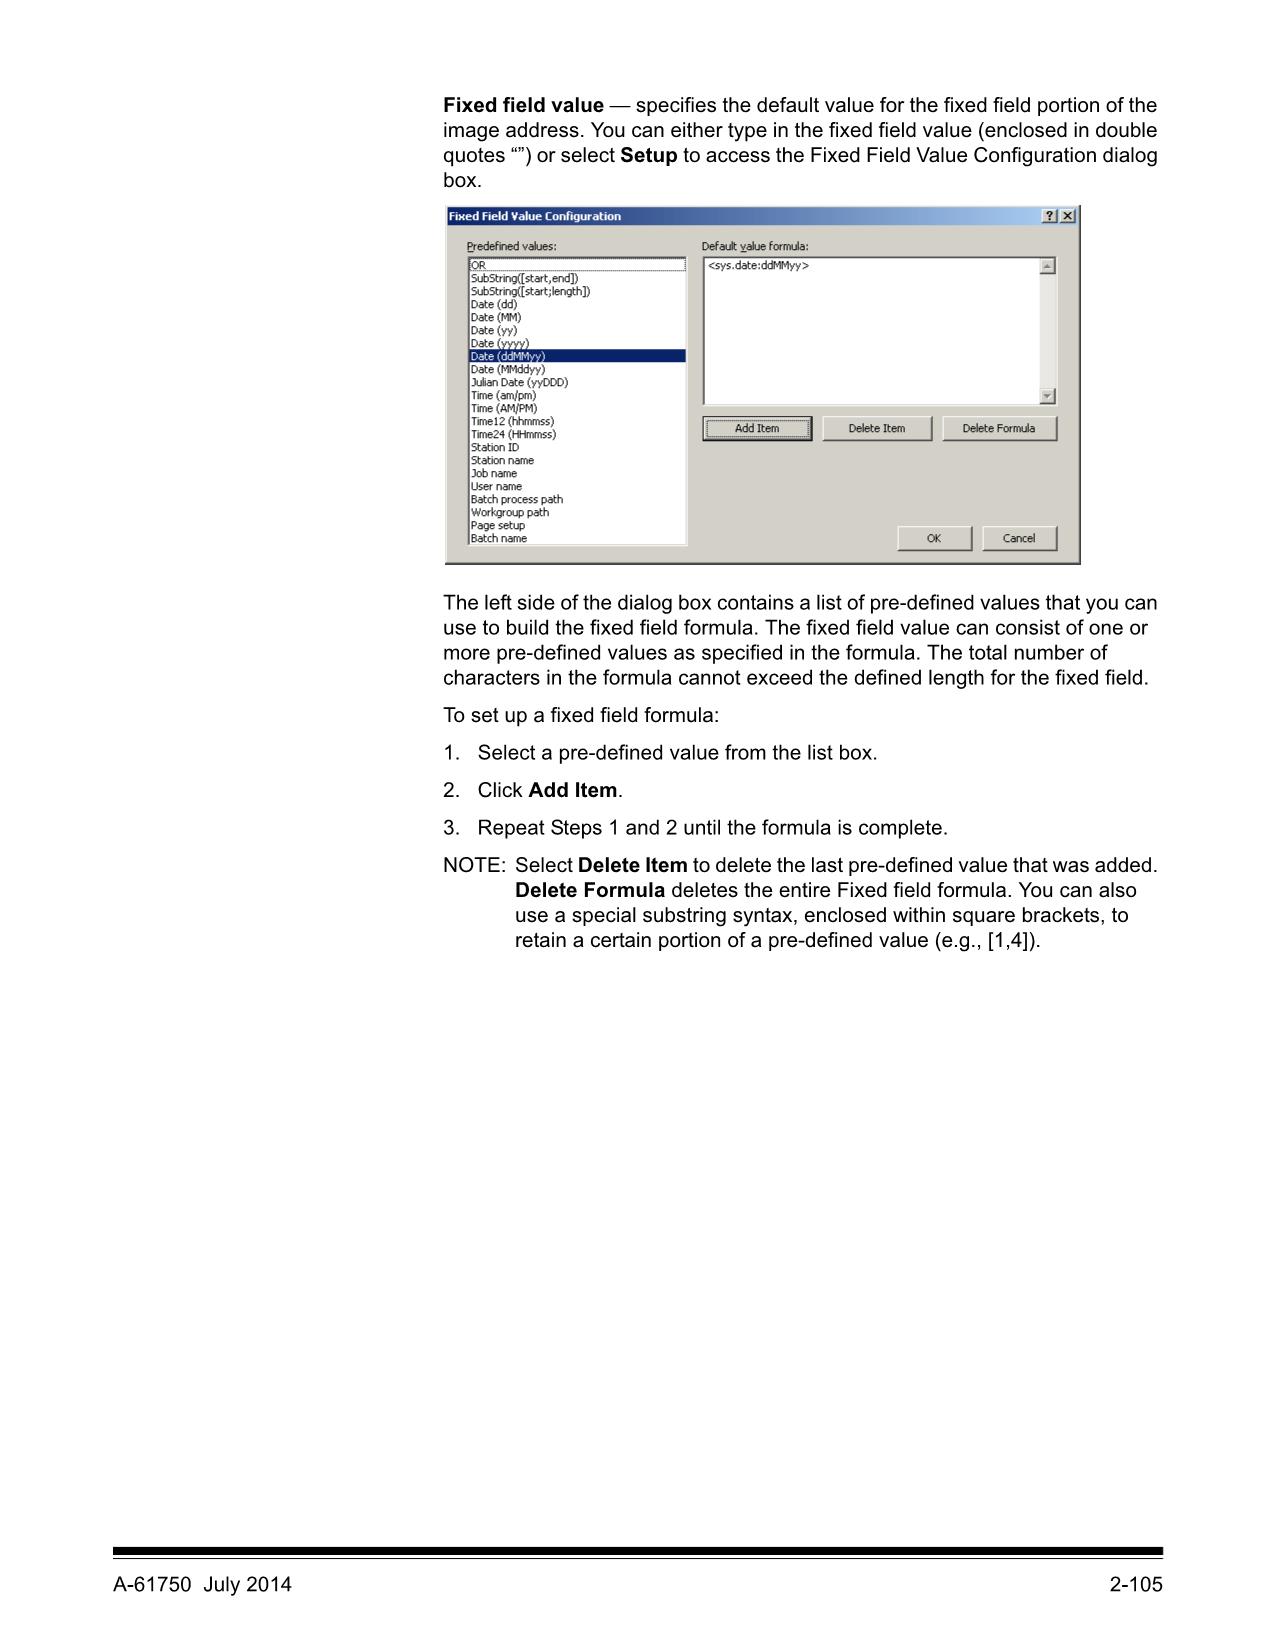 Fixed field value — specifies the default value for the fixed field portion of the
image address. You can either type in the fixed field value (enclosed in double
quotes “”) or select Setup to access the Fixed Field Value Configuration dialog
box.
Fixed Field Value Configuration
Predefined values:
OR
SubString([start,end])
SubString([start;length])
Date (dd)
Date (MM)
Date (yy)
Date (yyyy)
Date (ddMMyy)
Date (MMddyy)
Julian Date (yyDDD)
Time (am/pm)
Time (AM/PM)
Time12 (hhmmss)
Time24 (HHmmss)
Station ID
Station name
Job name
User name
Batch process path
Workgroup path
Page setup
Batch name
Default value formula:
<sys.date:ddMMyy>
Add Item Delete Item Delete Formula
OK Cancel
The left side of the dialog box contains a list of pre-defined values that you can
use to build the fixed field formula. The fixed field value can consist of one or
more pre-defined values as specified in the formula. The total number of
characters in the formula cannot exceed the defined length for the fixed field.
To set up a fixed field formula:
1. Select a pre-defined value from the list box.
2. Click Add Item.
3. Repeat Steps 1 and 2 until the formula is complete.
NOTE: Select Delete Item to delete the last pre-defined value that was added.
Delete Formula deletes the entire Fixed field formula. You can also
use a special substring syntax, enclosed within square brackets, to
retain a certain portion of a pre-defined value (e.g., [1,4]).
A-61750 July 2014 2-105